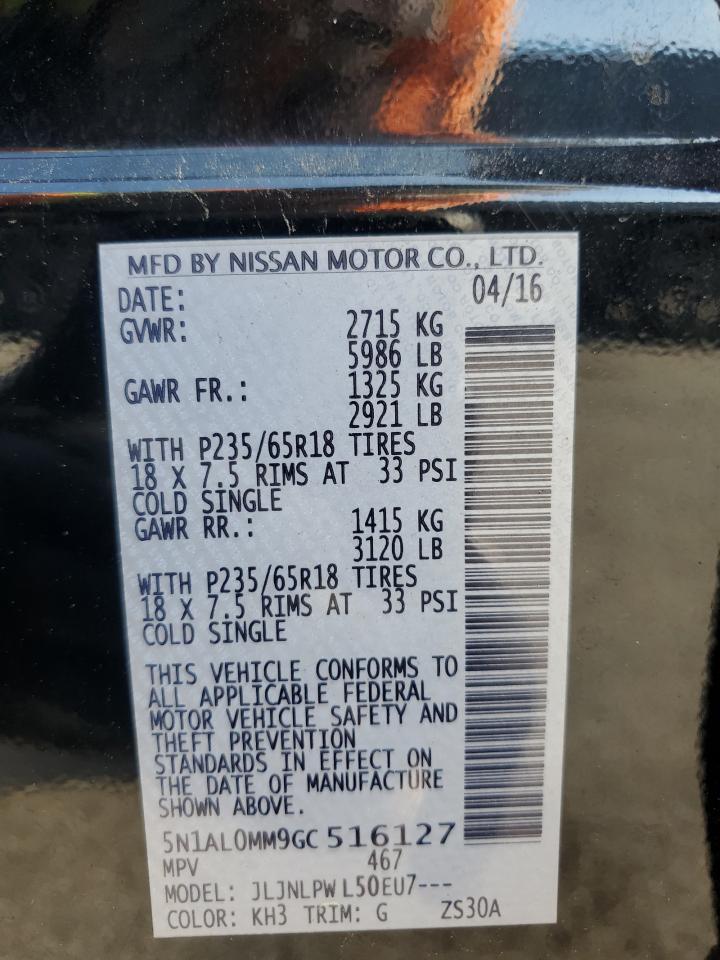 MFD BY NISSAN MOTOR CO., LTD.
DATE: 04/16
GVWR: 2715 KG
5986 LB
GAWR FR.: 1325 KG
2921 LB
WITH P235/65R18 TIRES
18 X 7.5 RIMS AT 33 PSI
COLD SINGLE
GAWR RR.: 1415 KG
3120 LB
WITH P235/65R18 TIRES
18 X 7.5 RIMS AT 33 PSI
COLD SINGLE
THIS VEHICLE CONFORMS TO
ALL APPLICABLE FEDERAL
MOTOR VEHICLE SAFETY AND
THEFT PREVENTION
STANDARDS IN EFFECT ON
THE DATE OF MANUFACTURE
SHOWN ABOVE.
5N1AL0MM9GC 516127
MPV 467
MODEL: JLJNLPW L50EU7---
COLOR: KH3 TRIM: G ZS30A